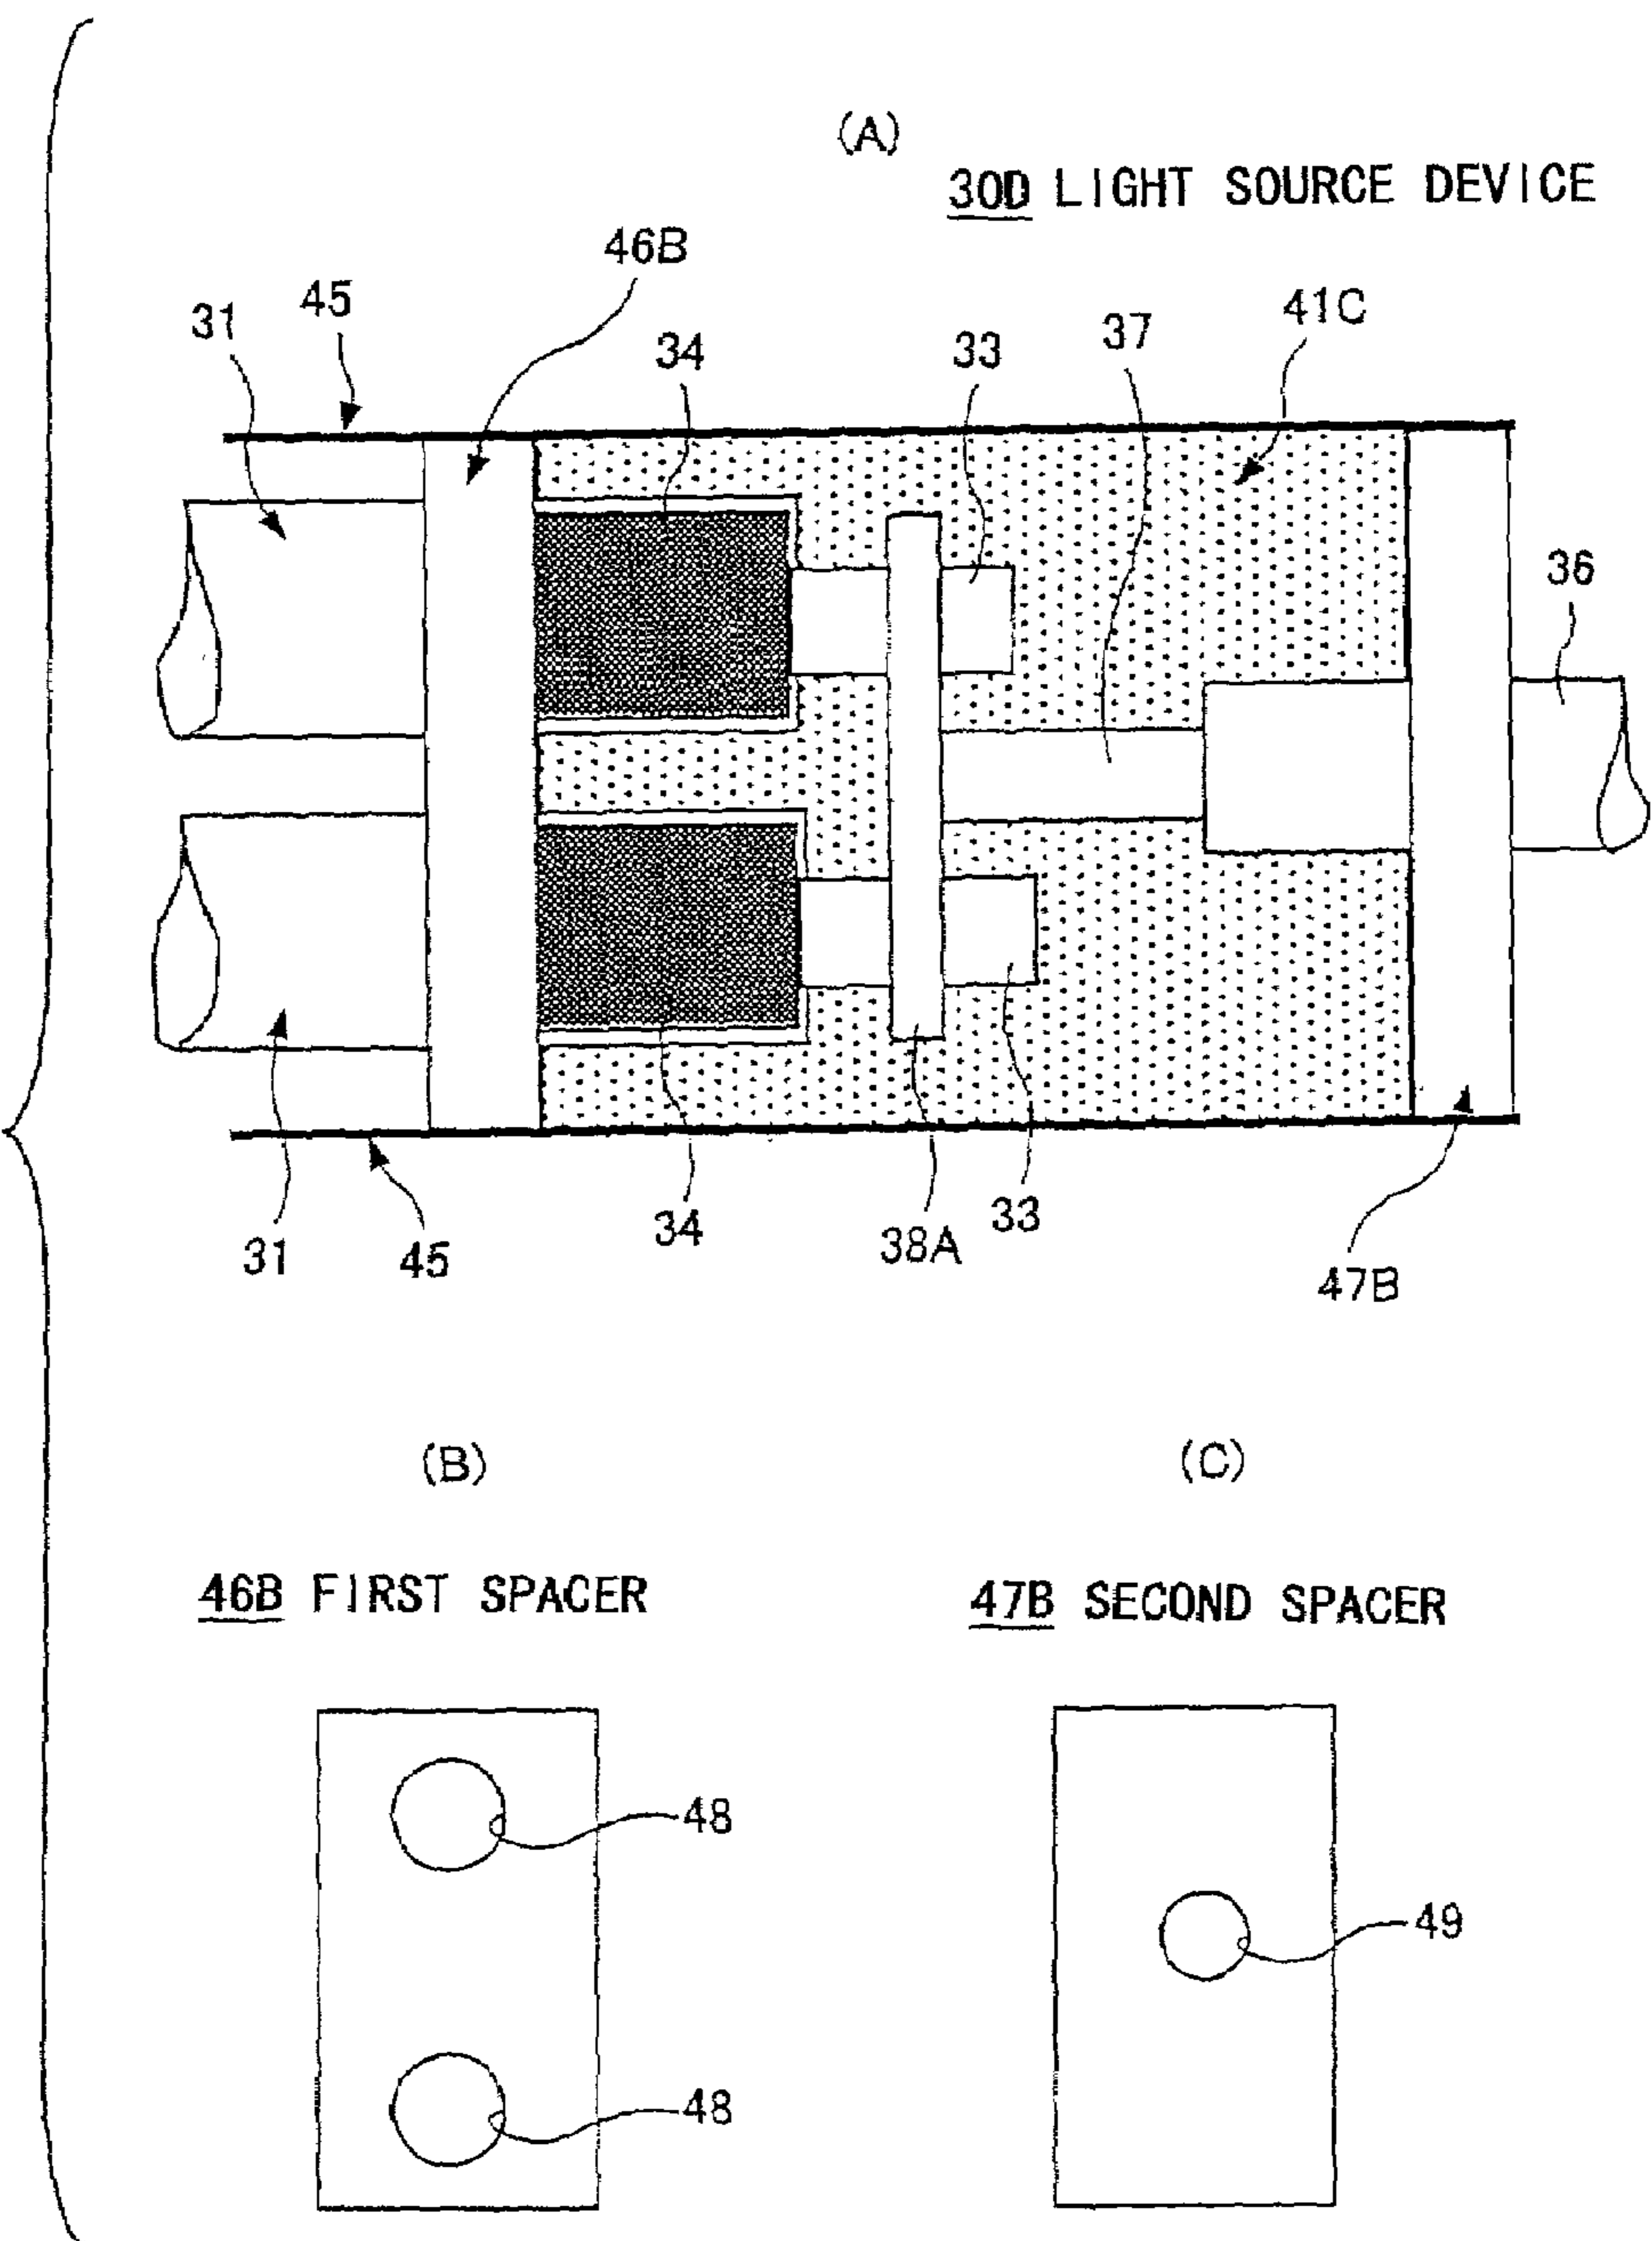 (A)
30D LIGHT SOURCE DEVICE
46B
45
31
34
33
37
41C
36
31
45
34
38A
33
47B
(B)
(C)
46B FIRST SPACER
47B SECOND SPACER
48
49
48